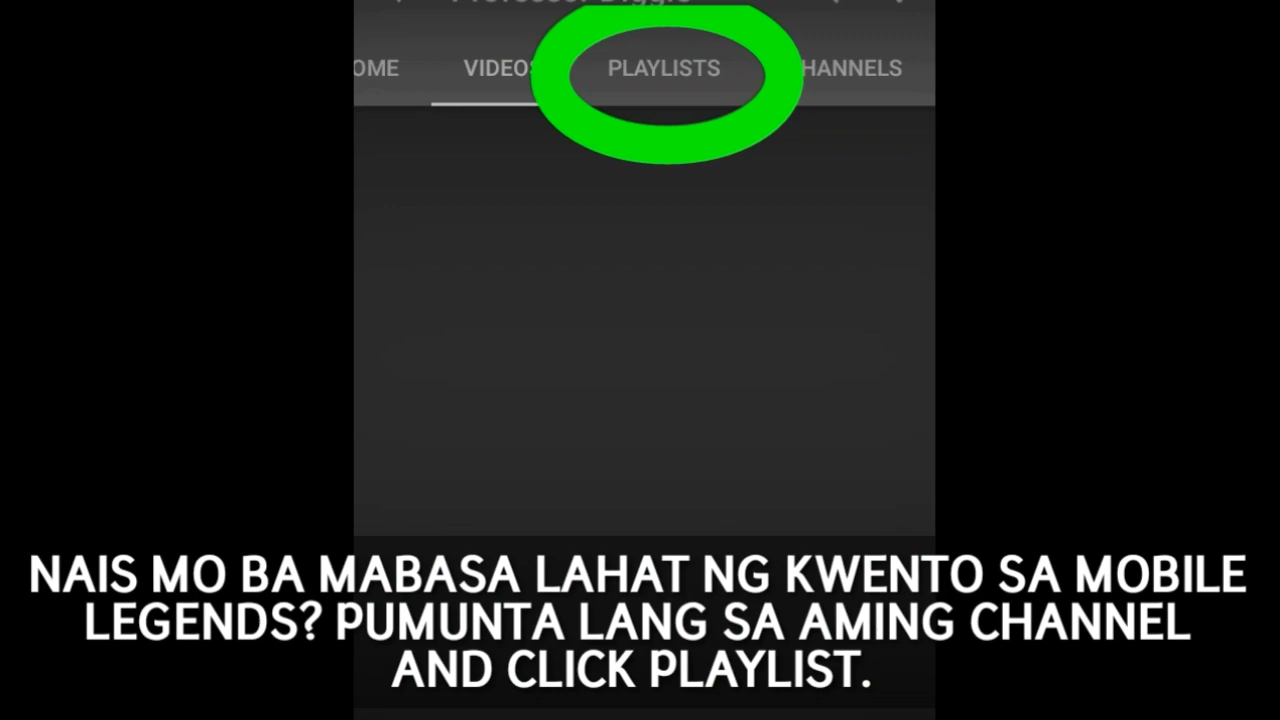 OME VIDEOS PLAYLISTS HANNELS
NAIS MO BA MABASA LAHAT NG KWENTO SA MOBILE
LEGENDS? PUMUNTA LANG SA AMING CHANNEL
AND CLICK PLAYLIST.